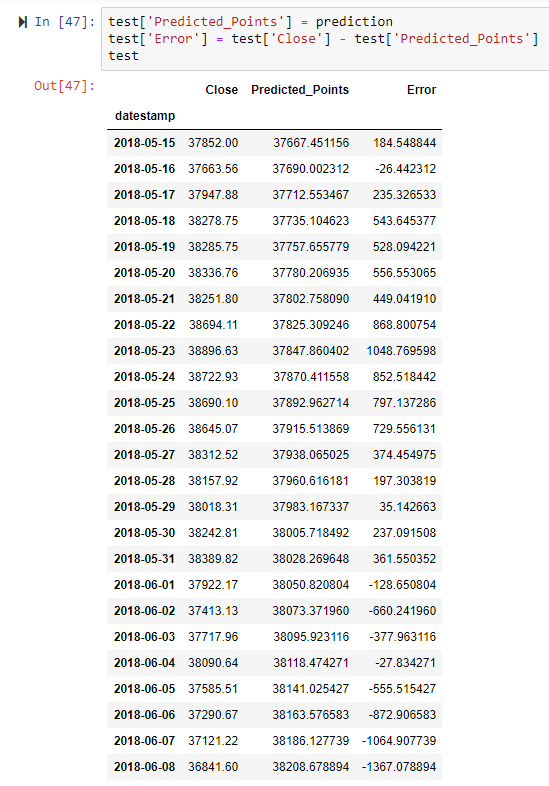 In [47]: test['Predicted_Points'] = prediction
test['Error'] = test['Close'] - test['Predicted_Points']
test
Out[47]:
Close Predicted_Points Error
datestamp
2018-05-15 37852.00 37667.451156 184.548844
2018-05-16 37663.56 37690.002312 -26.442312
2018-05-17 37947.88 37712.553467 235.326533
2018-05-18 38278.75 37735.104623 543.645377
2018-05-19 38285.75 37757.655779 528.094221
2018-05-20 38336.76 37780.206935 556.553065
2018-05-21 38251.80 37802.758090 449.041910
2018-05-22 38694.11 37825.309246 868.800754
2018-05-23 38896.63 37847.860402 1048.769598
2018-05-24 38722.93 37870.411558 852.518442
2018-05-25 38690.10 37892.962714 797.137286
2018-05-26 38645.07 37915.513869 729.556131
2018-05-27 38312.52 37938.065025 374.454975
2018-05-28 38157.92 37960.616181 197.303819
2018-05-29 38018.31 37983.167337 35.142663
2018-05-30 38242.81 38005.718492 237.091508
2018-05-31 38389.82 38028.269648 361.550352
2018-06-01 37922.17 38050.820804 -128.650804
2018-06-02 37413.13 38073.371960 -660.241960
2018-06-03 37717.96 38095.923116 -377.963116
2018-06-04 38090.64 38118.474271 -27.834271
2018-06-05 37585.51 38141.025427 -555.515427
2018-06-06 37290.67 38163.576583 -872.906583
2018-06-07 37121.22 38186.127739 -1064.907739
2018-06-08 36841.60 38208.678894 -1367.078894